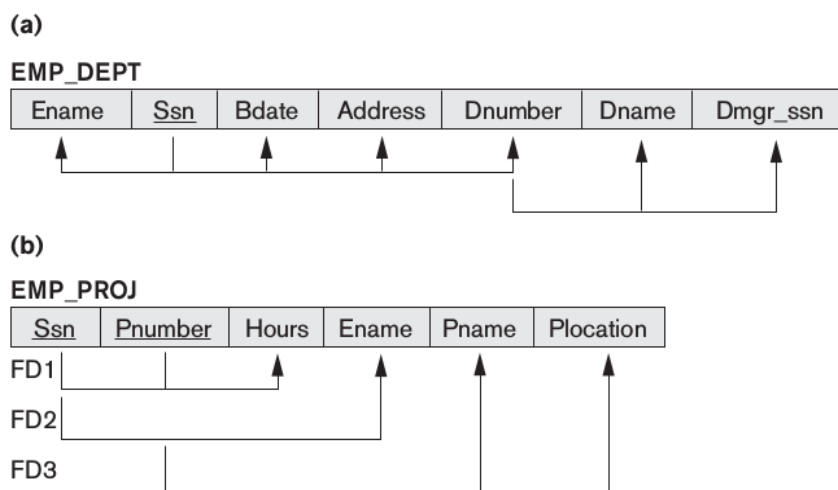 (a)
EMP_DEPT
Ename Ssn Bdate Address Dnumber Dname Dmgr_ssn
(b)
EMP_PROJ
Ssn Pnumber Hours Ename Pname Plocation
FD1
FD2
FD3